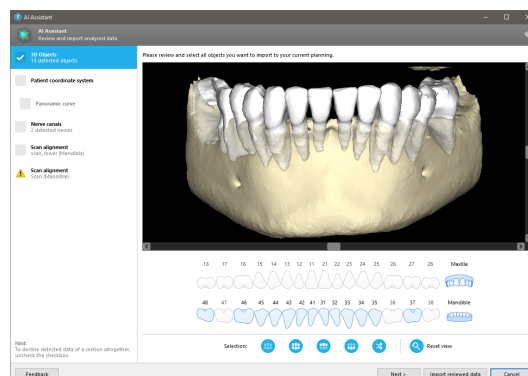 AI Assistant
AI Assistant
Review and import analyzed data
3D Objects
15 detected objects
Patient coordinate system
Panoramic curve
Nerve canals
2 detected nerves
Scan alignment
scan_lower (Mandible)
Scan alignment
Scan (Mandible)
Hint:
To decline detected data of a section altogether,
uncheck the checkbox.
Please review and select all objects you want to import to your current planning.
18 17 16 15 14 13 12 11 21 22 23 24 25 26 27 28 Maxilla
48 47 46 45 44 43 42 41 31 32 33 34 35 36 37 38 Mandible
Selection:
Reset view
Feedback
Next >
Import reviewed data
Cancel